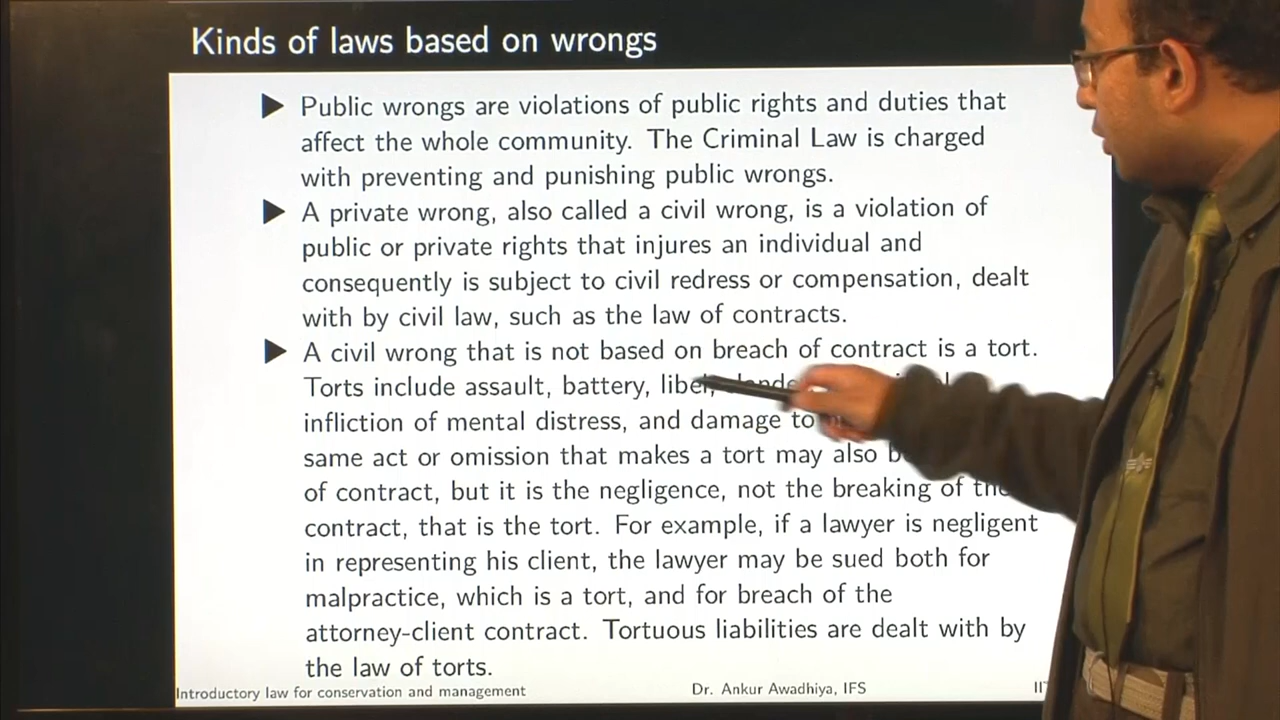 Kinds of laws based on wrongs
Public wrongs are violations of public rights and duties that
affect the whole community. The Criminal Law is charged
with preventing and punishing public wrongs.
A private wrong, also called a civil wrong, is a violation of
public or private rights that injures an individual and
consequently is subject to civil redress or compensation, dealt
with by civil law, such as the law of contracts.
A civil wrong that is not based on breach of contract is a tort.
Torts include assault, battery, libel,
infliction of mental distress, and damage to
same act or omission that makes a tort may also
of contract, but it is the negligence, not the breaking of the
contract, that is the tort. For example, if a lawyer is negligent
in representing his client, the lawyer may be sued both for
malpractice, which is a tort, and for breach of the
attorney-client contract. Tortuous liabilities are dealt with by
the law of torts.
Introductory law for conservation and management Dr. Ankur Awadhiya, IFS